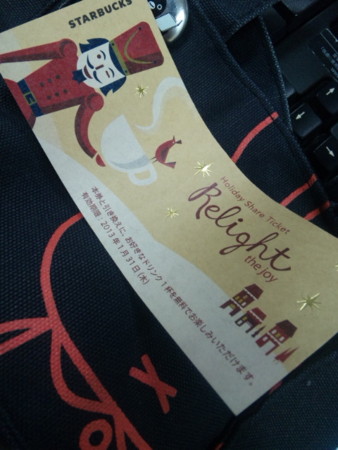 STARBUCKS
Holiday Share Ticket
Relight
the joy
本券と引き換えに、お好きなドリンク1杯を無料でお楽しみいただけます。
有効期限：2013年1月31日(木)